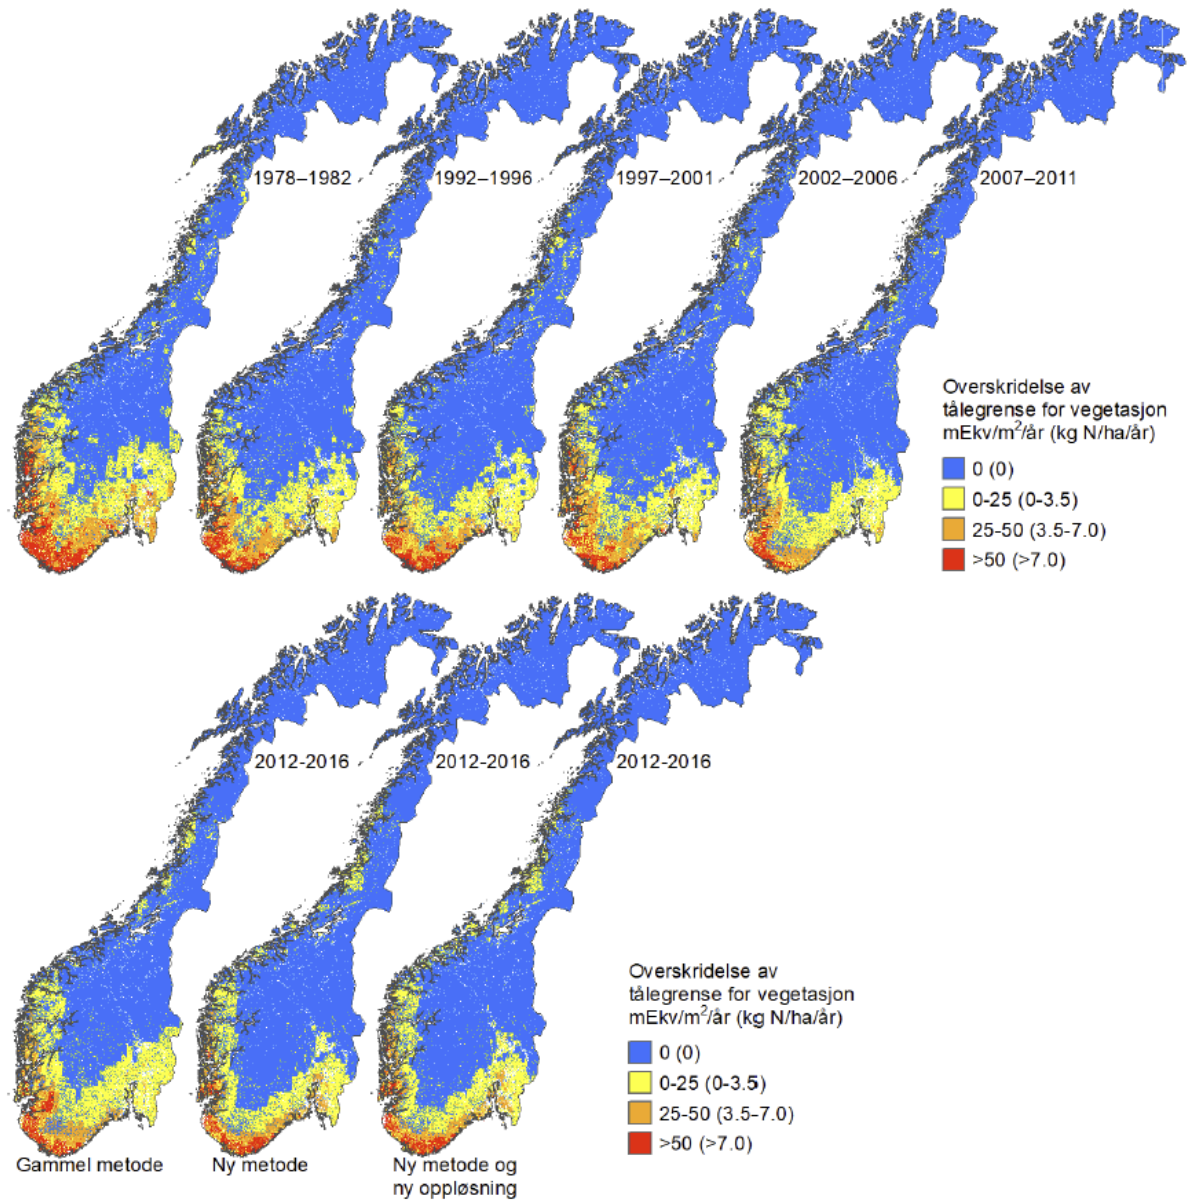 1978–1982
1992–1996
1997–2001
2002–2006
2007–2011
Overskridelse av
tålegrense for vegetasjon
mEkv/m²/år (kg N/ha/år)
0 (0)
0-25 (0-3.5)
25-50 (3.5-7.0)
>50 (>7.0)
2012-2016
2012-2016
2012-2016
Overskridelse av
tålegrense for vegetasjon
mEkv/m²/år (kg N/ha/år)
0 (0)
0-25 (0-3.5)
25-50 (3.5-7.0)
>50 (>7.0)
Gammel metode
Ny metode
Ny metode og
ny oppløsning